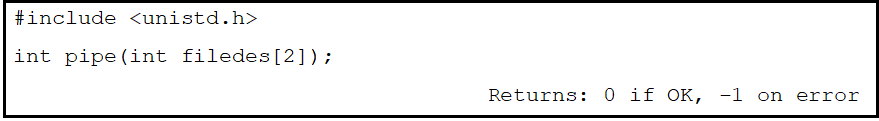 #include <unistd.h>
int pipe(int filedes[2]);
Returns: 0 if OK, –1 on error